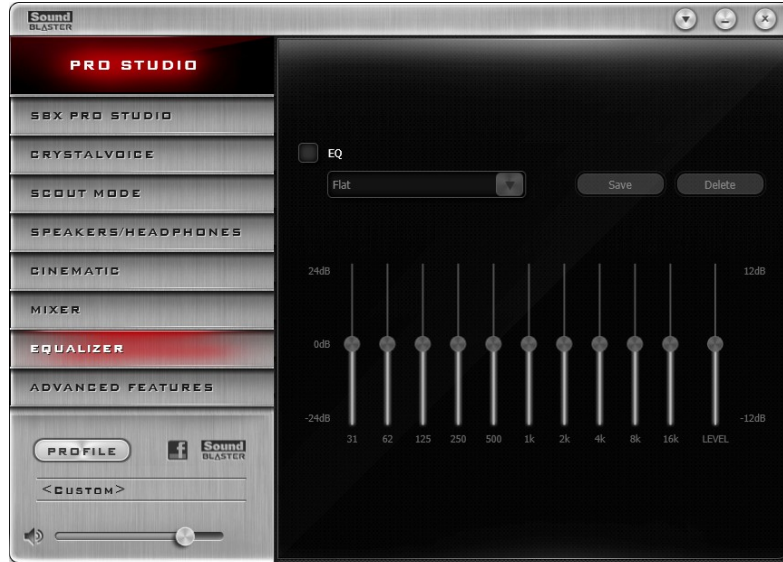 Sound
BLASTER
PRO STUDIO
SBX PRO STUDIO
CRYSTALVOICE
SCOUT MODE
SPEAKERS/HEADPHONES
CINEMATIC
MIXER
EQUALIZER
ADVANCED FEATURES
PROFILE
f
Sound
BLASTER
<CUSTOM>
EQ
Flat
Save Delete
24dB 12dB
0dB
-24dB -12dB
31 62 125 250 500 1k 2k 4k 8k 16k LEVEL